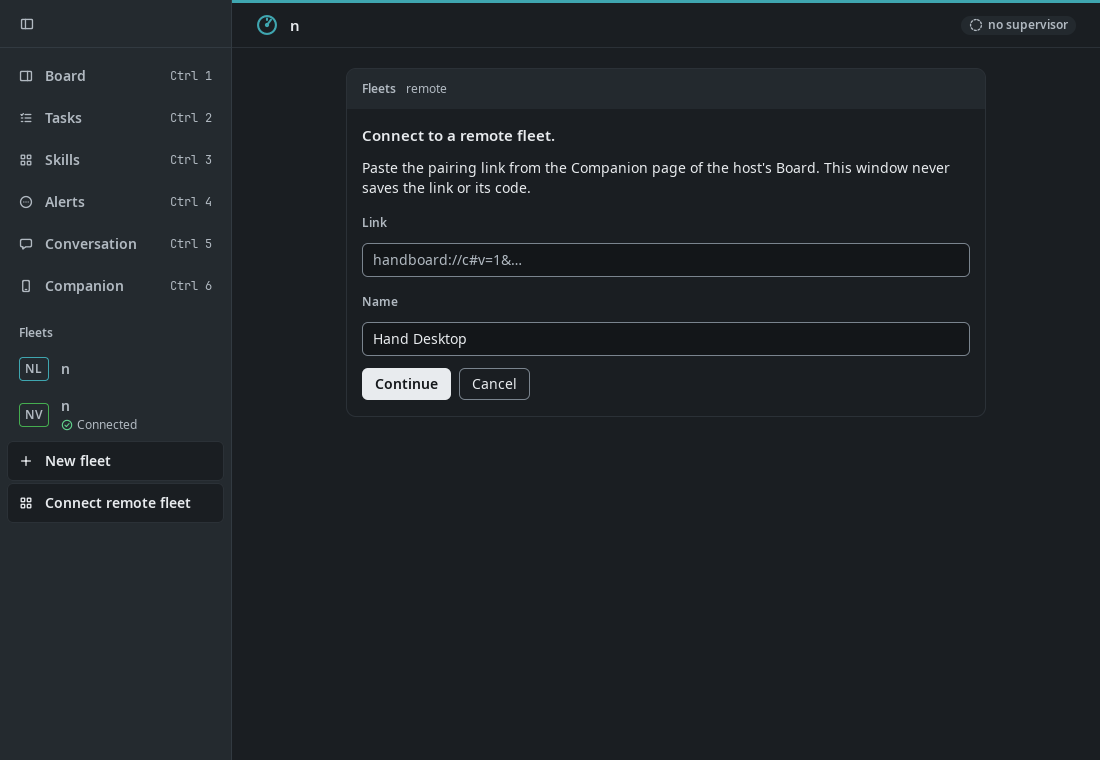 n
no supervisor
Board Ctrl 1
Tasks Ctrl 2
Skills Ctrl 3
Alerts Ctrl 4
Conversation Ctrl 5
Companion Ctrl 6
Fleets
NL n
NV n
Connected
New fleet
Connect remote fleet
Fleets remote
Connect to a remote fleet.
Paste the pairing link from the Companion page of the host's Board. This window never
saves the link or its code.
Link
handboard://c#v=1&...
Name
Hand Desktop
Continue Cancel